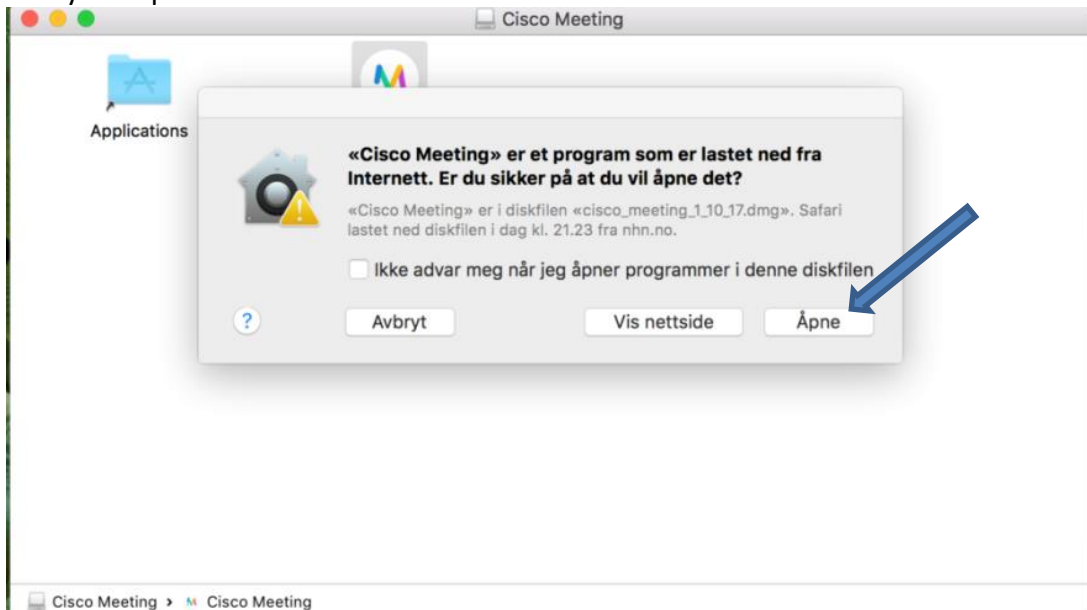 Cisco Meeting
Applications
«Cisco Meeting» er et program som er lastet ned fra
Internett. Er du sikker på at du vil åpne det?
«Cisco Meeting» er i diskfilen «cisco_meeting_1_10_17.dmg». Safari
lastet ned diskfilen i dag kl. 21.23 fra nhn.no.
Ikke advar meg når jeg åpner programmer i denne diskfilen
? Avbryt Vis nettside Åpne
Cisco Meeting › Cisco Meeting